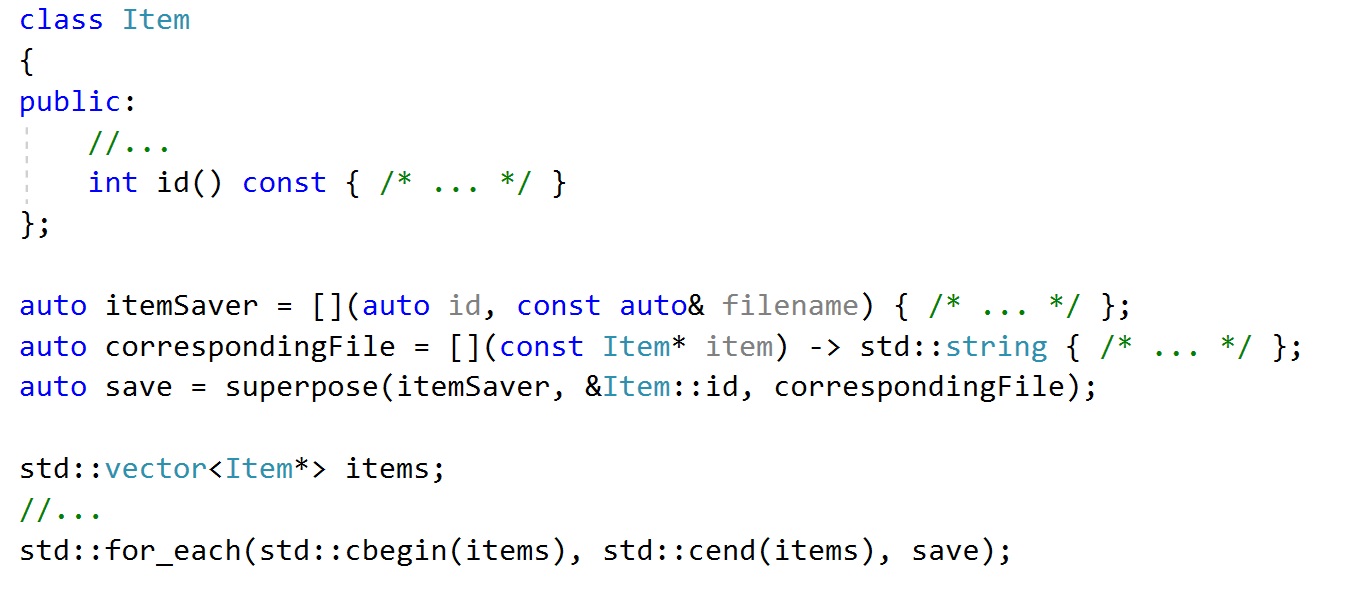 class Item
{
public:
    //...
    int id() const { /* ... */ }
};

auto itemSaver = [](auto id, const auto& filename) { /* ... */ };
auto correspondingFile = [](const Item* item) -> std::string { /* ... */ };
auto save = superpose(itemSaver, &Item::id, correspondingFile);

std::vector<Item*> items;
//...
std::for_each(std::cbegin(items), std::cend(items), save);